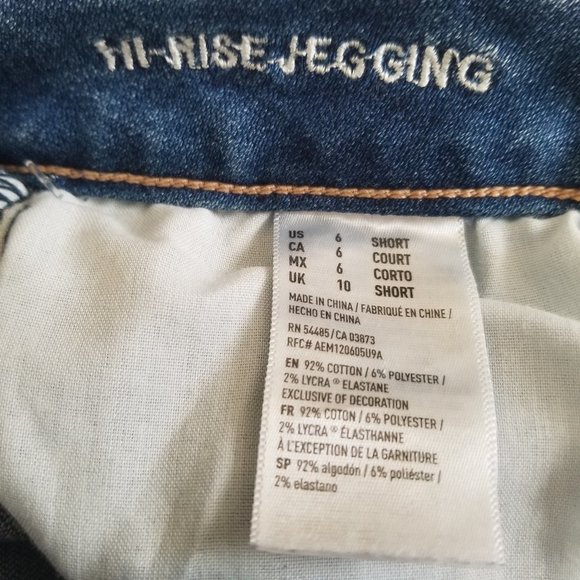 HI-RISE JEGGING
US 6 SHORT
CA 6 COURT
MX 6 CORTO
UK 10 SHORT
MADE IN CHINA / FABRIQUÉ EN CHINE /
HECHO EN CHINA
RN 54485 / CA 03873
RFC# AEM120605U9A
EN 92% COTTON / 6% POLYESTER /
2% LYCRA ® ELASTANE
EXCLUSIVE OF DECORATION
FR 92% COTON / 6% POLYESTER /
2% LYCRA ® ÉLASTHANNE
À L'EXCEPTION DE LA GARNITURE
SP 92% algodón / 6% poliéster /
2% elastano